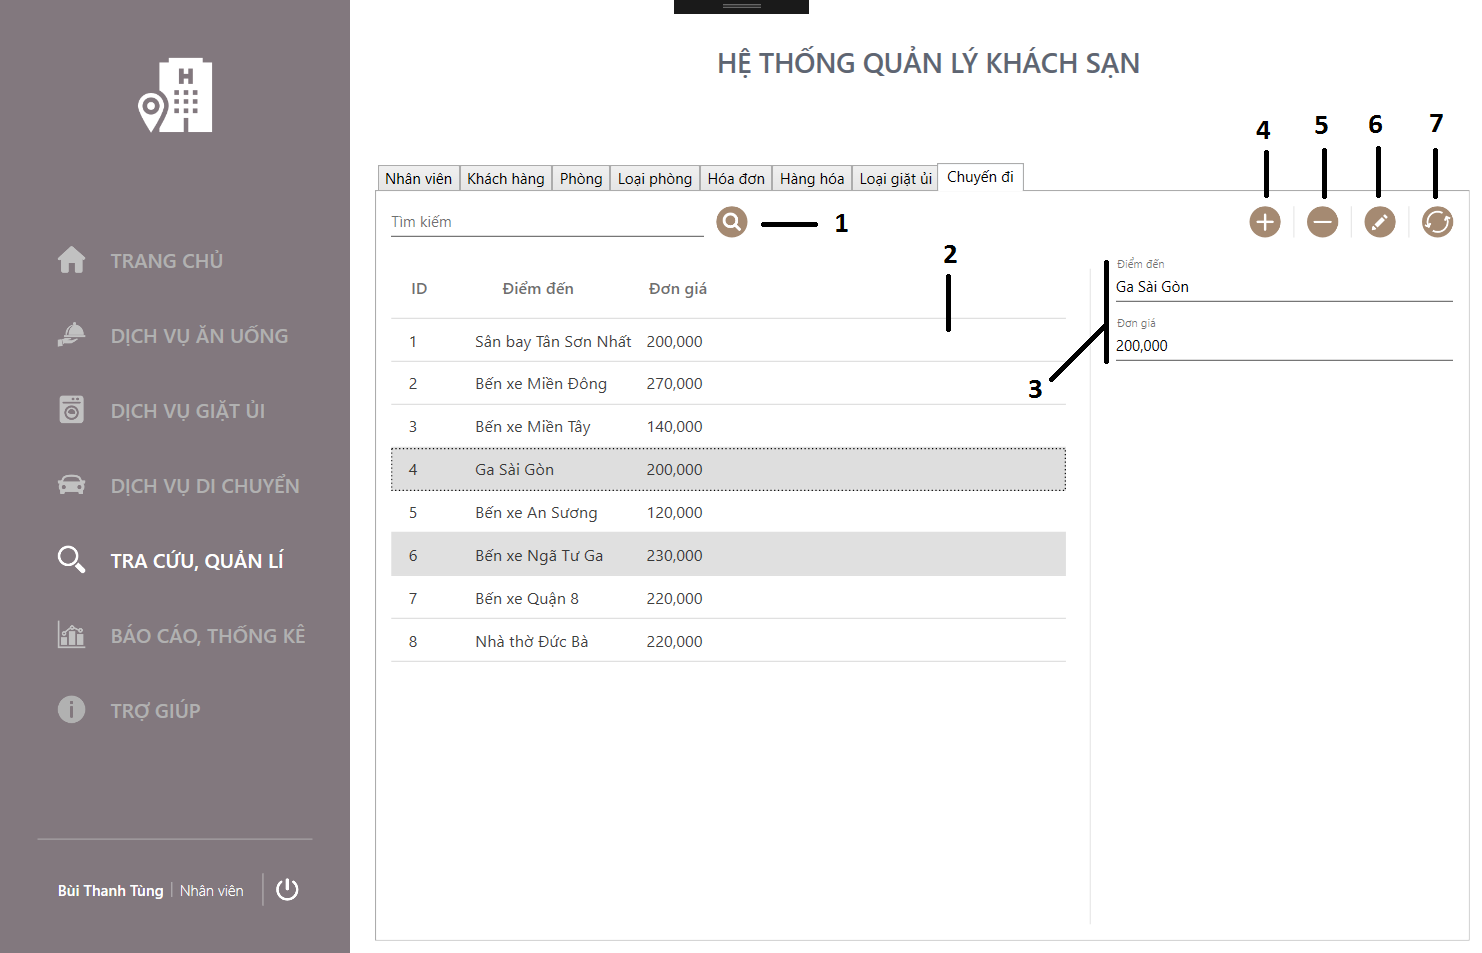 H
HỆ THỐNG QUẢN LÝ KHÁCH SẠN
4 5 6 7
Nhân viên Khách hàng Phòng Loại phòng Hóa đơn Hàng hóa Loại giặt ủi Chuyến đi
Tìm kiếm
1
2
3
ID Điểm đến Đơn giá
1 Sân bay Tân Sơn Nhất 200,000
2 Bến xe Miền Đông 270,000
3 Bến xe Miền Tây 140,000
4 Ga Sài Gòn 200,000
5 Bến xe An Sương 120,000
6 Bến xe Ngã Tư Ga 230,000
7 Bến xe Quận 8 220,000
8 Nhà thờ Đức Bà 220,000
Điểm đến
Ga Sài Gòn
Đơn giá
200,000
TRANG CHỦ
DỊCH VỤ ĂN UỐNG
DỊCH VỤ GIẶT ỦI
DỊCH VỤ DI CHUYỂN
TRA CỨU, QUẢN LÍ
BÁO CÁO, THỐNG KÊ
TRỢ GIÚP
Bùi Thanh Tùng | Nhân viên